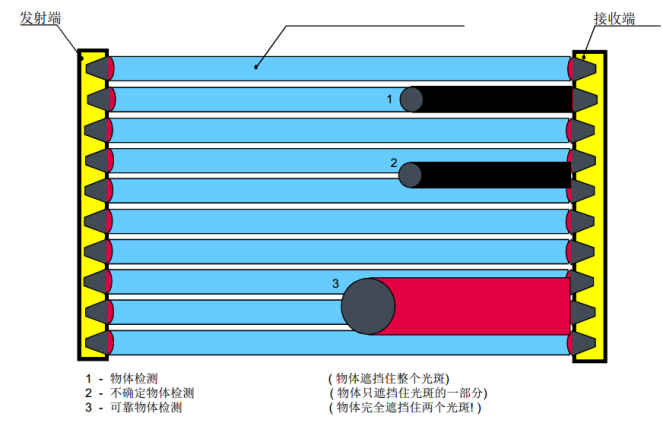 发射端
接收端
1
2
3
1 - 物体检测 (物体遮挡住整个光斑)
2 - 不确定物体检测 (物体只遮挡住光斑的一部分)
3 - 可靠物体检测 (物体完全遮挡住两个光斑!)